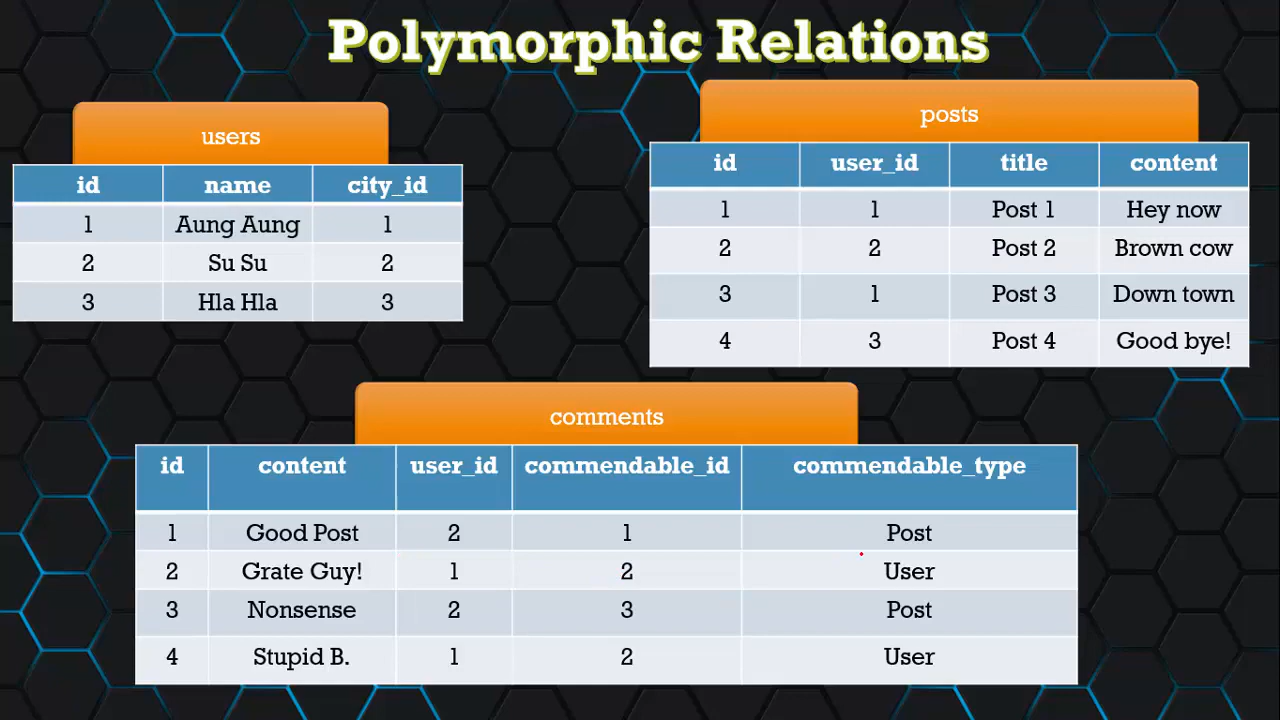 Polymorphic Relations
users
id name city_id
1 Aung Aung 1
2 Su Su 2
3 Hla Hla 3
posts
id user_id title content
1 1 Post 1 Hey now
2 2 Post 2 Brown cow
3 1 Post 3 Down town
4 3 Post 4 Good bye!
comments
id content user_id commendable_id commendable_type
1 Good Post 2 1 Post
2 Grate Guy! 1 2 User
3 Nonsense 2 3 Post
4 Stupid B. 1 2 User